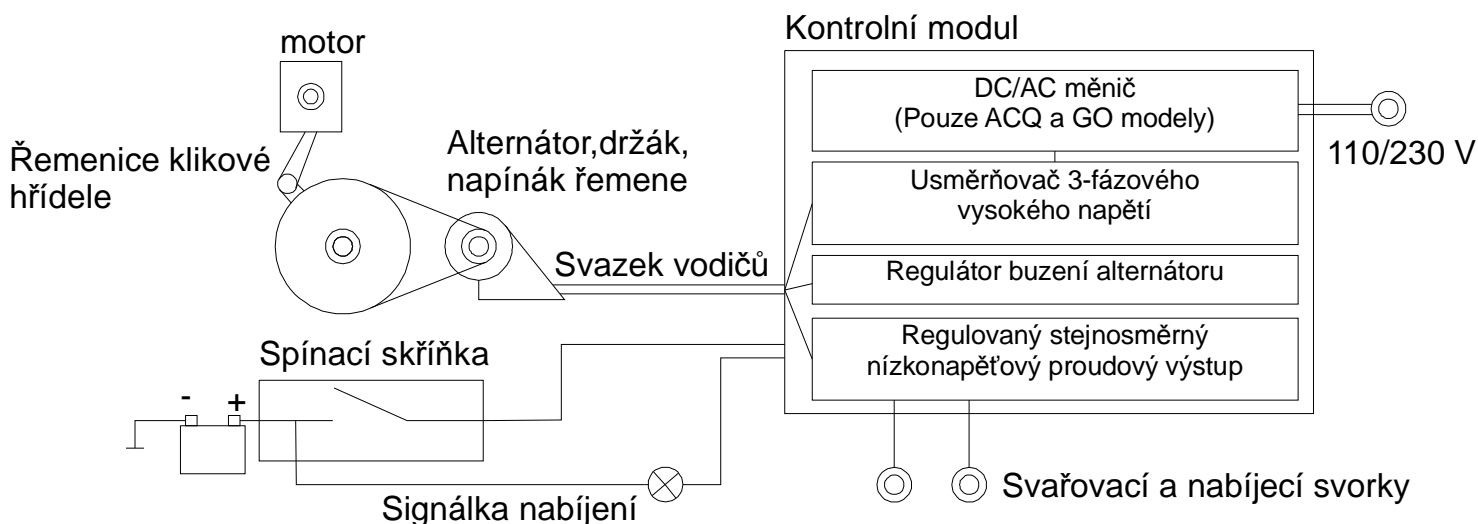 motor
Kontrolní modul
DC/AC měnič
(Pouze ACQ a GO modely)
110/230 V
Řemenice klikové
hřídele
Alternátor,držák,
napínák řemene
Usměrňovač 3-fázového
vysokého napětí
Svazek vodičů
Regulátor buzení alternátoru
Regulovaný stejnosměrný
nízkonapěťový proudový výstup
Spínací skříňka
- +
Signálka nabíjení
Svařovací a nabíjecí svorky